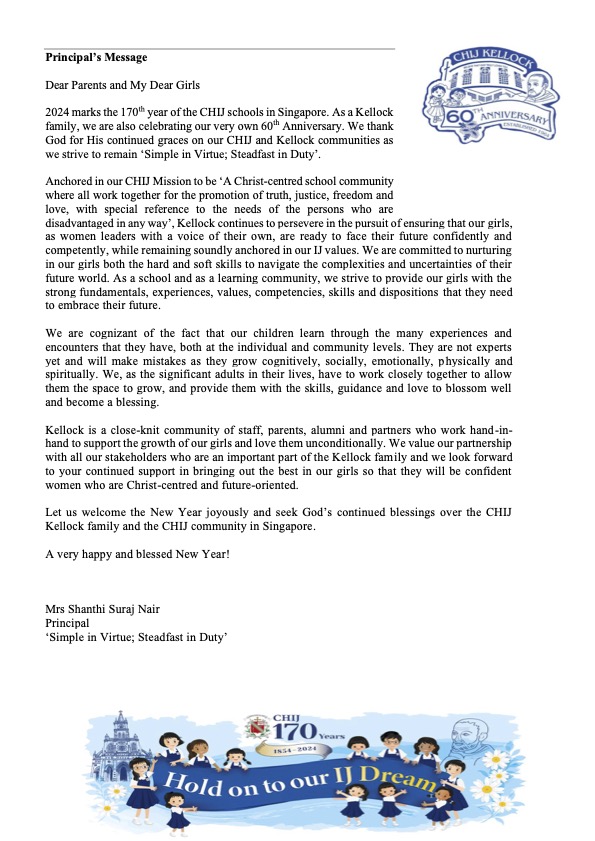 Principal’s Message
Dear Parents and My Dear Girls
2024 marks the 170th year of the CHIJ schools in Singapore. As a Kellock
family, we are also celebrating our very own 60th Anniversary. We thank
God for His continued graces on our CHIJ and Kellock communities as
we strive to remain ‘Simple in Virtue; Steadfast in Duty’.
Anchored in our CHIJ Mission to be ‘A Christ-centred school community
where all work together for the promotion of truth, justice, freedom and
love, with special reference to the needs of the persons who are
disadvantaged in any way’, Kellock continues to persevere in the pursuit of ensuring that our girls,
as women leaders with a voice of their own, are ready to face their future confidently and
competently, while remaining soundly anchored in our IJ values. We are committed to nurturing
in our girls both the hard and soft skills to navigate the complexities and uncertainties of their
future world. As a school and as a learning community, we strive to provide our girls with the
strong fundamentals, experiences, values, competencies, skills and dispositions that they need
to embrace their future.
We are cognizant of the fact that our children learn through the many experiences and
encounters that they have, both at the individual and community levels. They are not experts
yet and will make mistakes as they grow cognitively, socially, emotionally, physically and
spiritually. We, as the significant adults in their lives, have to work closely together to allow
them the space to grow, and provide them with the skills, guidance and love to blossom well
and become a blessing.
Kellock is a close-knit community of staff, parents, alumni and partners who work hand-in-
hand to support the growth of our girls and love them unconditionally. We value our partnership
with all our stakeholders who are an important part of the Kellock family and we look forward
to your continued support in bringing out the best in our girls so that they will be confident
women who are Christ-centred and future-oriented.
Let us welcome the New Year joyously and seek God’s continued blessings over the CHIJ
Kellock family and the CHIJ community in Singapore.
A very happy and blessed New Year!
Mrs Shanthi Suraj Nair
Principal
‘Simple in Virtue; Steadfast in Duty’
CHIJ KELLOCK
60TH ANNIVERSARY
ESTABLISHED
CHIJ
170 Years
1854 - 2024
Hold on to our IJ Dream